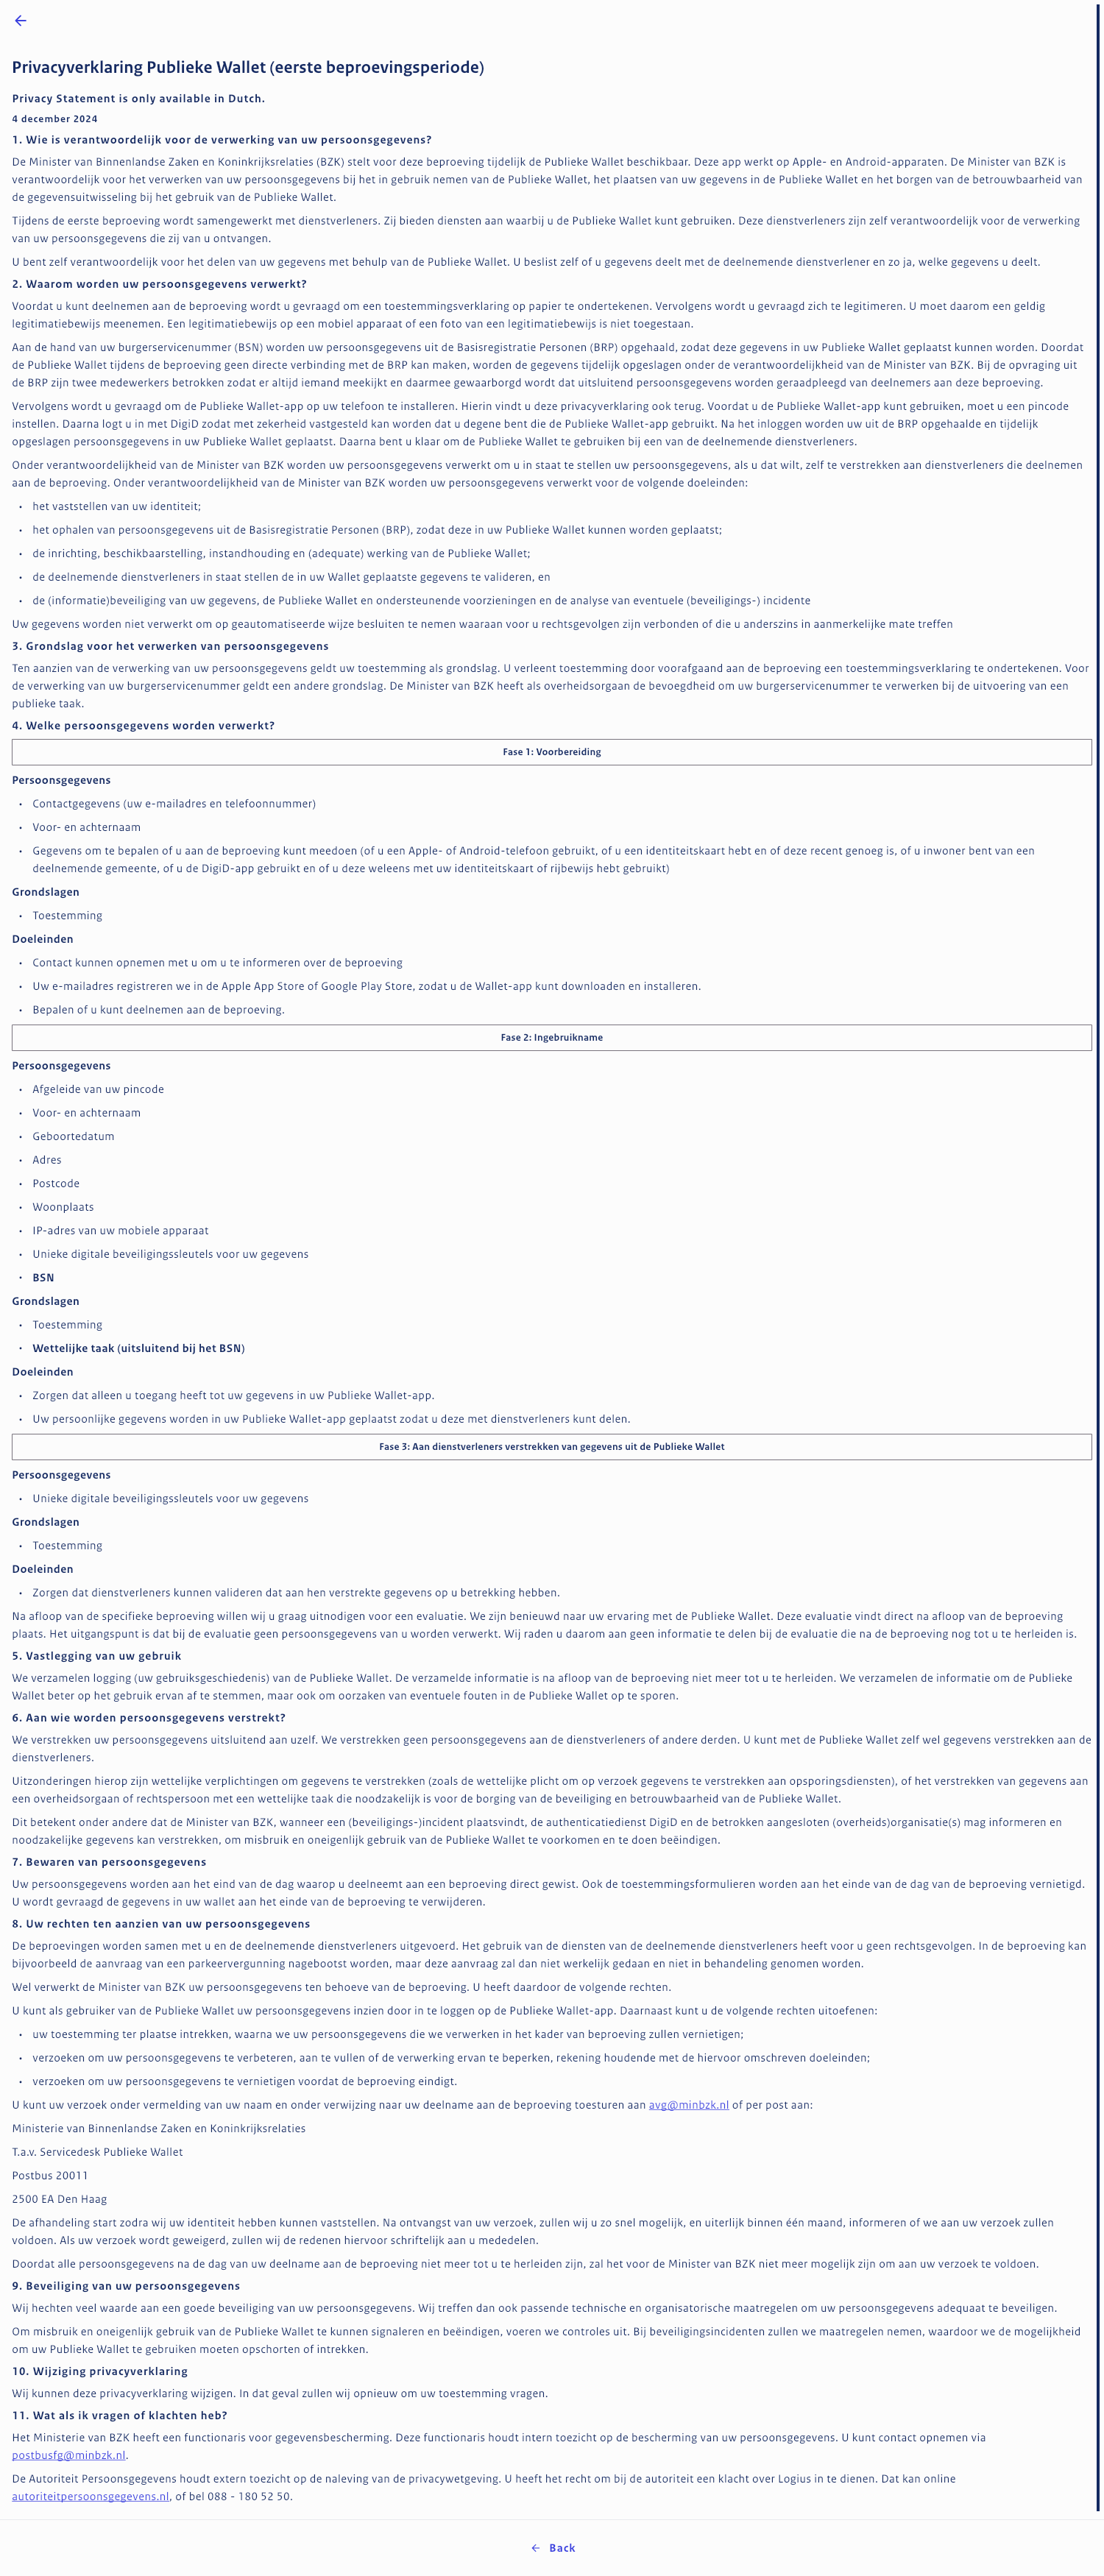 Privacyverklaring Publieke Wallet (eerste beproevingsperiode)
Privacy Statement is only available in Dutch.
4 december 2024
1. Wie is verantwoordelijk voor de verwerking van uw persoonsgegevens?
De Minister van Binnenlandse Zaken en Koninkrijksrelaties (BZK) stelt voor deze beproeving tijdelijk de Publieke Wallet beschikbaar. Deze app werkt op Apple- en Android-apparaten. De Minister van BZK is
verantwoordelijk voor het verwerken van uw persoonsgegevens bij het in gebruik nemen van de Publieke Wallet, het plaatsen van uw gegevens in de Publieke Wallet en het borgen van de betrouwbaarheid van
de gegevensuitwisseling bij het gebruik van de Publieke Wallet.
Tijdens de eerste beproeving wordt samengewerkt met dienstverleners. Zij bieden diensten aan waarbij u de Publieke Wallet kunt gebruiken. Deze dienstverleners zijn zelf verantwoordelijk voor de verwerking
van uw persoonsgegevens die zij van u ontvangen.
U bent zelf verantwoordelijk voor het delen van uw gegevens met behulp van de Publieke Wallet. U beslist zelf of u gegevens deelt met de deelnemende dienstverlener en zo ja, welke gegevens u deelt.
2. Waarom worden uw persoonsgegevens verwerkt?
Voordat u kunt deelnemen aan de beproeving wordt u gevraagd om een toestemmingsverklaring op papier te ondertekenen. Vervolgens wordt u gevraagd zich te legitimeren. U moet daarom een geldig
legitimatiebewijs meenemen. Een legitimatiebewijs op een mobiel apparaat of een foto van een legitimatiebewijs is niet toegestaan.
Aan de hand van uw burgerservicenummer (BSN) worden uw persoonsgegevens uit de Basisregistratie Personen (BRP) opgehaald, zodat deze gegevens in uw Publieke Wallet geplaatst kunnen worden. Doordat
de Publieke Wallet tijdens de beproeving geen directe verbinding met de BRP kan maken, worden de gegevens tijdelijk opgeslagen onder de verantwoordelijkheid van de Minister van BZK. Bij de opvraging uit
de BRP zijn twee medewerkers betrokken zodat er altijd iemand meekijkt en daarmee gewaarborgd wordt dat uitsluitend persoonsgegevens worden geraadpleegd van deelnemers aan deze beproeving.
Vervolgens wordt u gevraagd om de Publieke Wallet-app op uw telefoon te installeren. Hierin vindt u deze privacyverklaring ook terug. Voordat u de Publieke Wallet-app kunt gebruiken, moet u een pincode
instellen. Daarna logt u in met DigiD zodat met zekerheid vastgesteld kan worden dat u degene bent die de Publieke Wallet-app gebruikt. Na het inloggen worden uw uit de BRP opgehaalde en tijdelijk
opgeslagen persoonsgegevens in uw Publieke Wallet geplaatst. Daarna bent u klaar om de Publieke Wallet te gebruiken bij een van de deelnemende dienstverleners.
Onder verantwoordelijkheid van de Minister van BZK worden uw persoonsgegevens verwerkt om u in staat te stellen uw persoonsgegevens, als u dat wilt, zelf te verstrekken aan dienstverleners die deelnemen
aan de beproeving. Onder verantwoordelijkheid van de Minister van BZK worden uw persoonsgegevens verwerkt voor de volgende doeleinden:
• het vaststellen van uw identiteit;
• het ophalen van persoonsgegevens uit de Basisregistratie Personen (BRP), zodat deze in uw Publieke Wallet kunnen worden geplaatst;
• de inrichting, beschikbaarstelling, instandhouding en (adequate) werking van de Publieke Wallet;
• de deelnemende dienstverleners in staat stellen de in uw Wallet geplaatste gegevens te valideren, en
• de (informatie)beveiliging van uw gegevens, de Publieke Wallet en ondersteunende voorzieningen en de analyse van eventuele (beveiligings-) incidente
Uw gegevens worden niet verwerkt om op geautomatiseerde wijze besluiten te nemen waaraan voor u rechtsgevolgen zijn verbonden of die u anderszins in aanmerkelijke mate treffen
3. Grondslag voor het verwerken van persoonsgegevens
Ten aanzien van de verwerking van uw persoonsgegevens geldt uw toestemming als grondslag. U verleent toestemming door voorafgaand aan de beproeving een toestemmingsverklaring te ondertekenen. Voor
de verwerking van uw burgerservicenummer geldt een andere grondslag. De Minister van BZK heeft als overheidsorgaan de bevoegdheid om uw burgerservicenummer te verwerken bij de uitvoering van een
publieke taak.
4. Welke persoonsgegevens worden verwerkt?
Fase 1: Voorbereiding
Persoonsgegevens
• Contactgegevens (uw e-mailadres en telefoonnummer)
• Voor- en achternaam
• Gegevens om te bepalen of u aan de beproeving kunt meedoen (of u een Apple- of Android-telefoon gebruikt, of u een identiteitskaart hebt en of deze recent genoeg is, of u inwoner bent van een
deelnemende gemeente, of u de DigiD-app gebruikt en of u deze weleens met uw identiteitskaart of rijbewijs hebt gebruikt)
Grondslagen
• Toestemming
Doeleinden
• Contact kunnen opnemen met u om u te informeren over de beproeving
• Uw e-mailadres registreren we in de Apple App Store of Google Play Store, zodat u de Wallet-app kunt downloaden en installeren.
• Bepalen of u kunt deelnemen aan de beproeving.
Fase 2: Ingebruikname
Persoonsgegevens
• Afgeleide van uw pincode
• Voor- en achternaam
• Geboortedatum
• Adres
• Postcode
• Woonplaats
• IP-adres van uw mobiele apparaat
• Unieke digitale beveiligingssleutels voor uw gegevens
• BSN
Grondslagen
• Toestemming
• Wettelijke taak (uitsluitend bij het BSN)
Doeleinden
• Zorgen dat alleen u toegang heeft tot uw gegevens in uw Publieke Wallet-app.
• Uw persoonlijke gegevens worden in uw Publieke Wallet-app geplaatst zodat u deze met dienstverleners kunt delen.
Fase 3: Aan dienstverleners verstrekken van gegevens uit de Publieke Wallet
Persoonsgegevens
• Unieke digitale beveiligingssleutels voor uw gegevens
Grondslagen
• Toestemming
Doeleinden
• Zorgen dat dienstverleners kunnen valideren dat aan hen verstrekte gegevens op u betrekking hebben.
Na afloop van de specifieke beproeving willen wij u graag uitnodigen voor een evaluatie. We zijn benieuwd naar uw ervaring met de Publieke Wallet. Deze evaluatie vindt direct na afloop van de beproeving
plaats. Het uitgangspunt is dat bij de evaluatie geen persoonsgegevens van u worden verwerkt. Wij raden u daarom aan geen informatie te delen bij de evaluatie die na de beproeving nog tot u te herleiden is.
5. Vastlegging van uw gebruik
We verzamelen logging (uw gebruiksgeschiedenis) van de Publieke Wallet. De verzamelde informatie is na afloop van de beproeving niet meer tot u te herleiden. We verzamelen de informatie om de Publieke
Wallet beter op het gebruik ervan af te stemmen, maar ook om oorzaken van eventuele fouten in de Publieke Wallet op te sporen.
6. Aan wie worden persoonsgegevens verstrekt?
We verstrekken uw persoonsgegevens uitsluitend aan uzelf. We verstrekken geen persoonsgegevens aan de dienstverleners of andere derden. U kunt met de Publieke Wallet zelf wel gegevens verstrekken aan de
dienstverleners.
Uitzonderingen hierop zijn wettelijke verplichtingen om gegevens te verstrekken (zoals de wettelijke plicht om op verzoek gegevens te verstrekken aan opsporingsdiensten), of het verstrekken van gegevens aan
een overheidsorgaan of rechtspersoon met een wettelijke taak die noodzakelijk is voor de borging van de beveiliging en betrouwbaarheid van de Publieke Wallet.
Dit betekent onder andere dat de Minister van BZK, wanneer een (beveiligings-)incident plaatsvindt, de authenticatiedienst DigiD en de betrokken aangesloten (overheids)organisatie(s) mag informeren en
noodzakelijke gegevens kan verstrekken, om misbruik en oneigenlijk gebruik van de Publieke Wallet te voorkomen en te doen beëindigen.
7. Bewaren van persoonsgegevens
Uw persoonsgegevens worden aan het eind van de dag waarop u deelneemt aan een beproeving direct gewist. Ook de toestemmingsformulieren worden aan het einde van de dag van de beproeving vernietigd.
U wordt gevraagd de gegevens in uw wallet aan het einde van de beproeving te verwijderen.
8. Uw rechten ten aanzien van uw persoonsgegevens
De beproevingen worden samen met u en de deelnemende dienstverleners uitgevoerd. Het gebruik van de diensten van de deelnemende dienstverleners heeft voor u geen rechtsgevolgen. In de beproeving kan
bijvoorbeeld de aanvraag van een parkeervergunning nagebootst worden, maar deze aanvraag zal dan niet werkelijk gedaan en niet in behandeling genomen worden.
Wel verwerkt de Minister van BZK uw persoonsgegevens ten behoeve van de beproeving. U heeft daardoor de volgende rechten.
U kunt als gebruiker van de Publieke Wallet uw persoonsgegevens inzien door in te loggen op de Publieke Wallet-app. Daarnaast kunt u de volgende rechten uitoefenen:
• uw toestemming ter plaatse intrekken, waarna we uw persoonsgegevens die we verwerken in het kader van beproeving zullen vernietigen;
• verzoeken om uw persoonsgegevens te verbeteren, aan te vullen of de verwerking ervan te beperken, rekening houdende met de hiervoor omschreven doeleinden;
• verzoeken om uw persoonsgegevens te vernietigen voordat de beproeving eindigt.
U kunt uw verzoek onder vermelding van uw naam en onder verwijzing naar uw deelname aan de beproeving toesturen aan avg@minbzk.nl of per post aan:
Ministerie van Binnenlandse Zaken en Koninkrijksrelaties
T.a.v. Servicedesk Publieke Wallet
Postbus 20011
2500 EA Den Haag
De afhandeling start zodra wij uw identiteit hebben kunnen vaststellen. Na ontvangst van uw verzoek, zullen wij u zo snel mogelijk, en uiterlijk binnen één maand, informeren of we aan uw verzoek zullen
voldoen. Als uw verzoek wordt geweigerd, zullen wij de redenen hiervoor schriftelijk aan u mededelen.
Doordat alle persoonsgegevens na de dag van uw deelname aan de beproeving niet meer tot u te herleiden zijn, zal het voor de Minister van BZK niet meer mogelijk zijn om aan uw verzoek te voldoen.
9. Beveiliging van uw persoonsgegevens
Wij hechten veel waarde aan een goede beveiliging van uw persoonsgegevens. Wij treffen dan ook passende technische en organisatorische maatregelen om uw persoonsgegevens adequaat te beveiligen.
Om misbruik en oneigenlijk gebruik van de Publieke Wallet te kunnen signaleren en beëindigen, voeren we controles uit. Bij beveiligingsincidenten zullen we maatregelen nemen, waardoor we de mogelijkheid
om uw Publieke Wallet te gebruiken moeten opschorten of intrekken.
10. Wijziging privacyverklaring
Wij kunnen deze privacyverklaring wijzigen. In dat geval zullen wij opnieuw om uw toestemming vragen.
11. Wat als ik vragen of klachten heb?
Het Ministerie van BZK heeft een functionaris voor gegevensbescherming. Deze functionaris houdt intern toezicht op de bescherming van uw persoonsgegevens. U kunt contact opnemen via
postbusfg@minbzk.nl.
De Autoriteit Persoonsgegevens houdt extern toezicht op de naleving van de privacywetgeving. U heeft het recht om bij de autoriteit een klacht over Logius in te dienen. Dat kan online
autoriteitpersoonsgegevens.nl, of bel 088 - 180 52 50.
Back